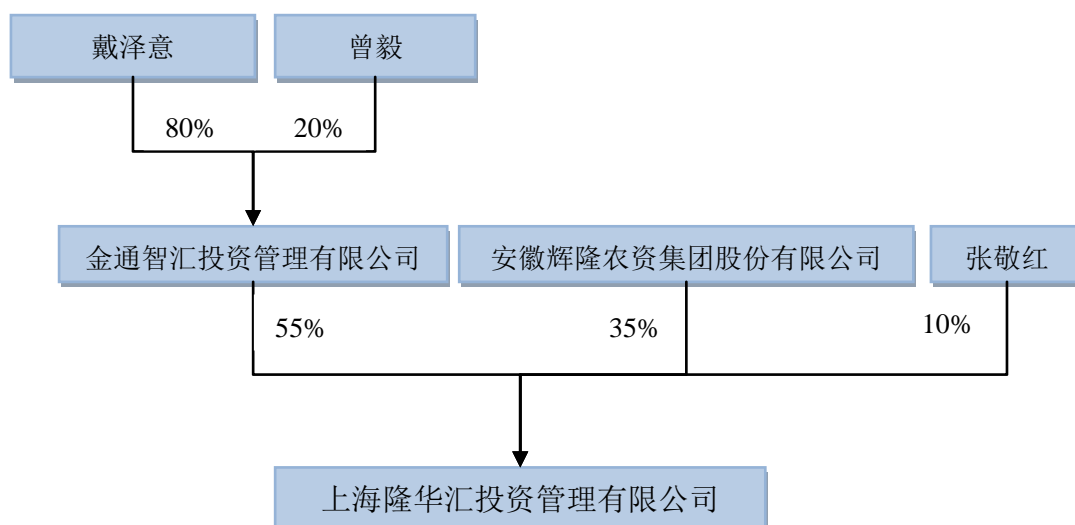 戴泽意
曾毅
80%
20%
金通智汇投资管理有限公司
安徽辉隆农资集团股份有限公司
张敬红
55%
35%
10%
上海隆华汇投资管理有限公司